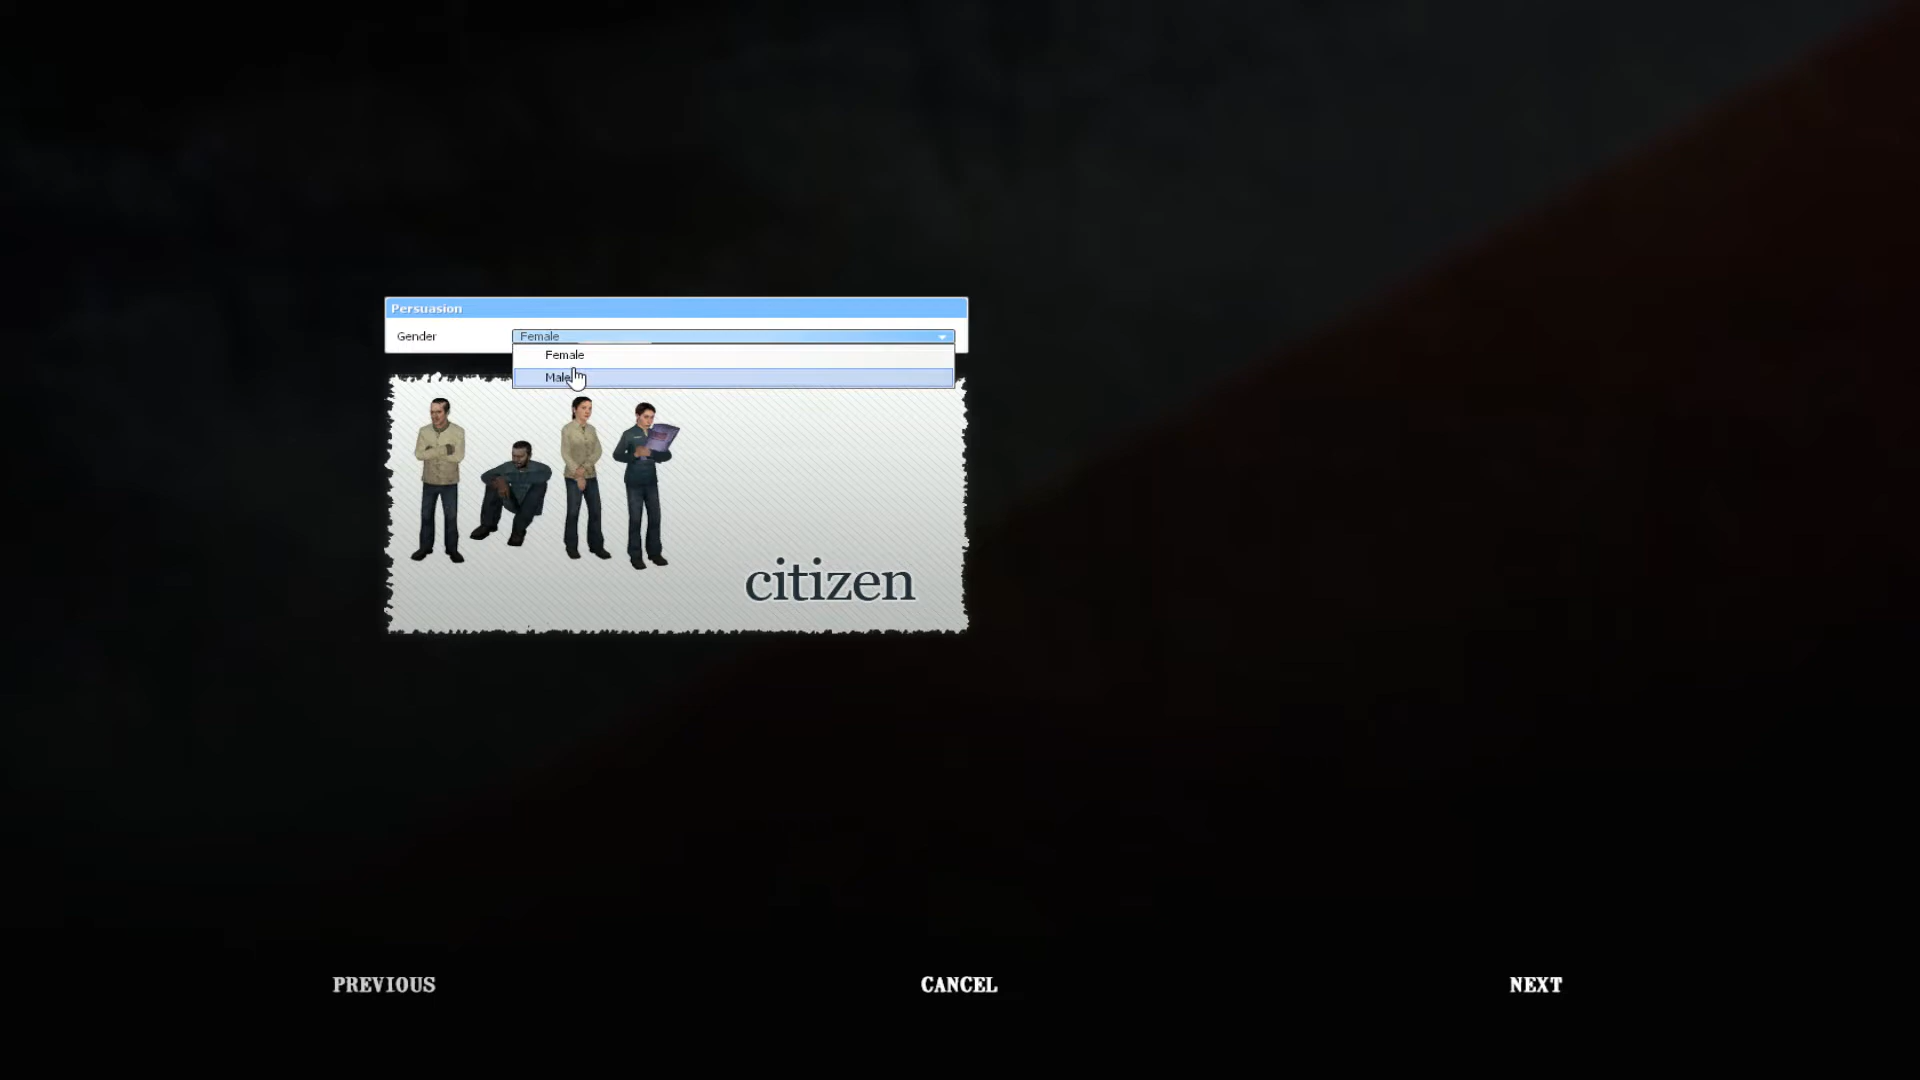 Persuasion
Gender Female
Female
Male
citizen
PREVIOUS CANCEL NEXT